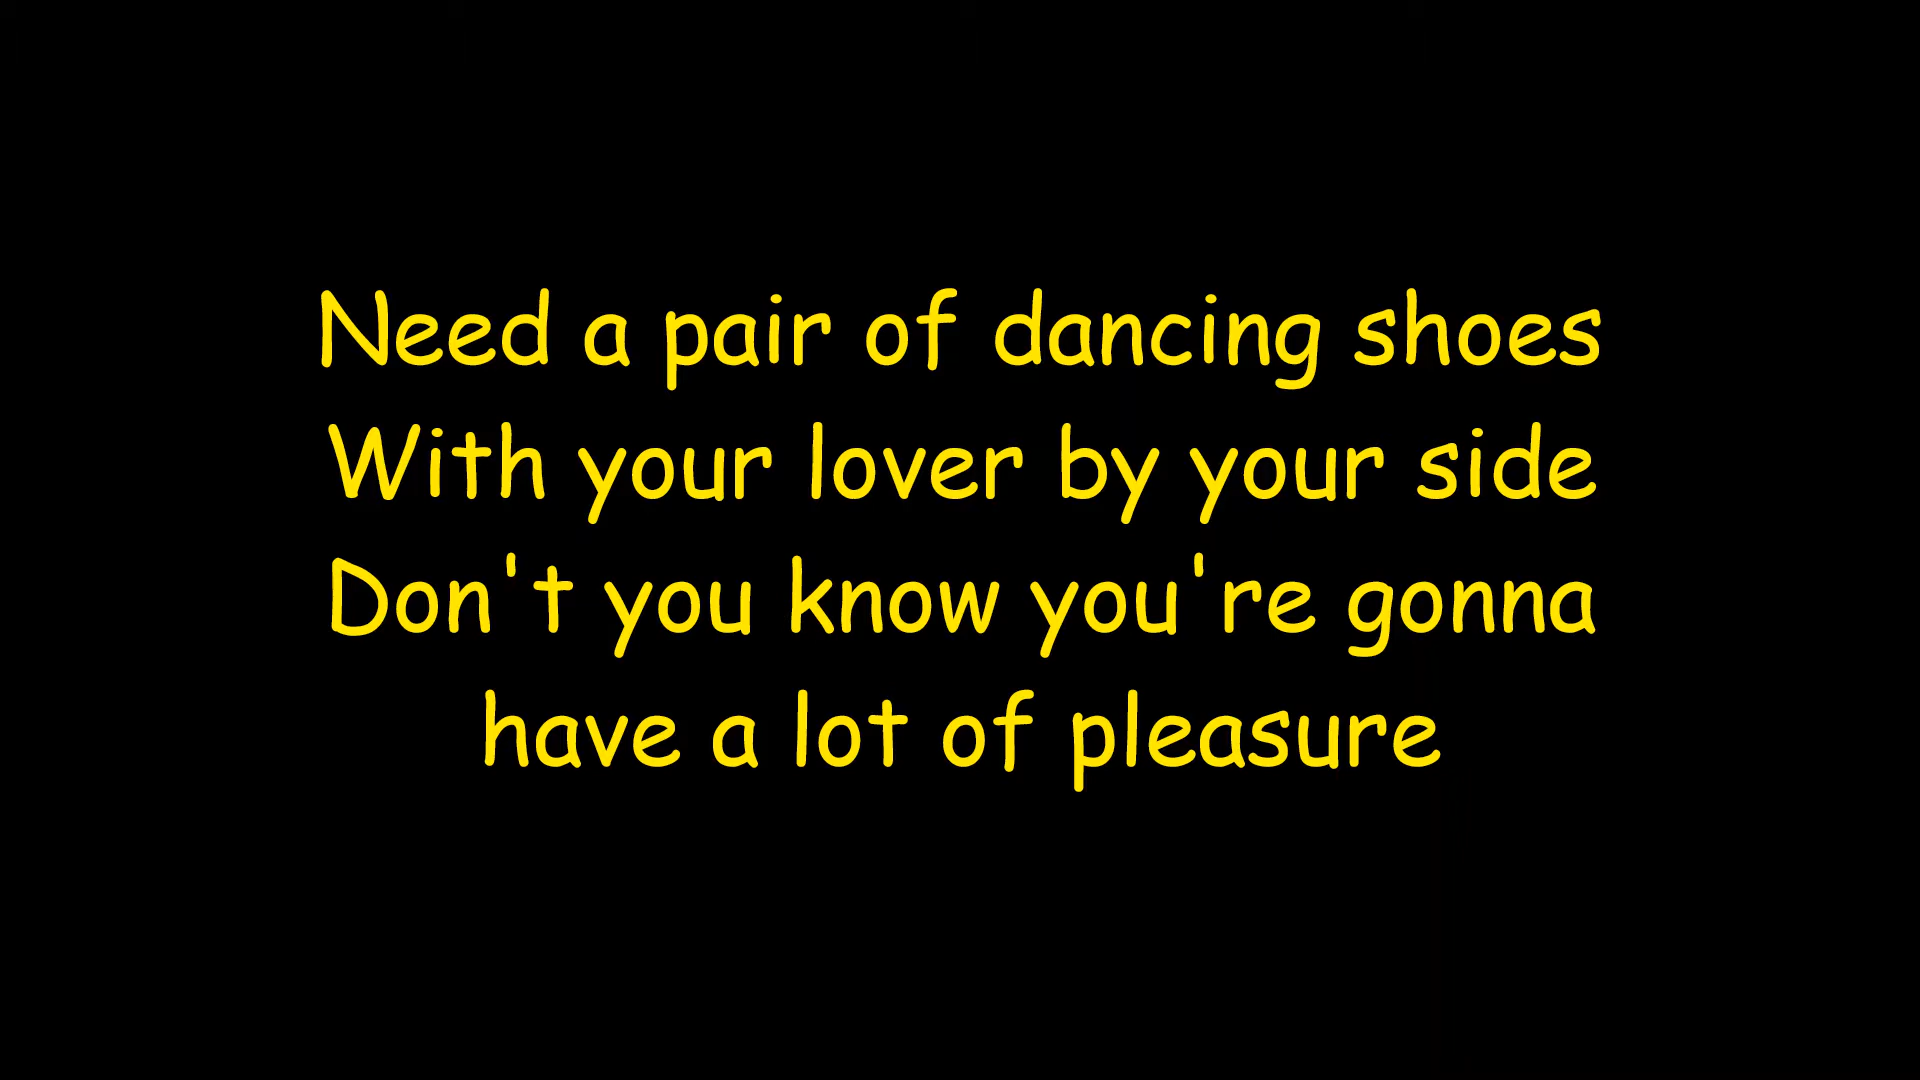 Need a pair of dancing shoes
With your lover by your side
Don't you know you're gonna
have a lot of pleasure